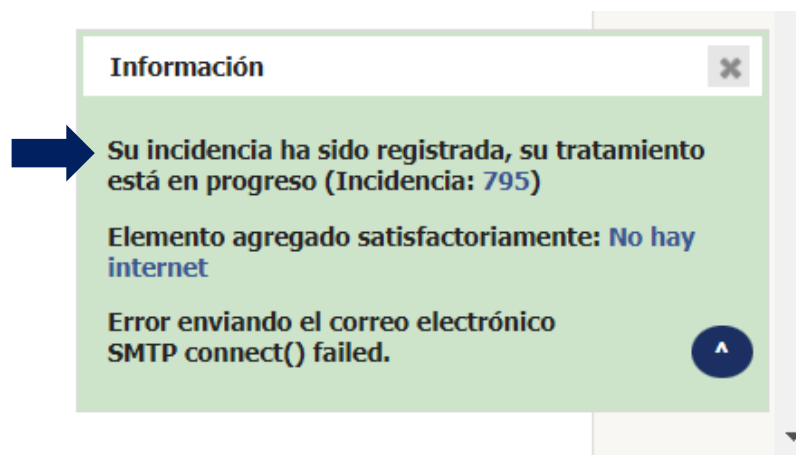 Información
Su incidencia ha sido registrada, su tratamiento
está en progreso (Incidencia: 795)
Elemento agregado satisfactoriamente: No hay
internet
Error enviando el correo electrónico
SMTP connect() failed.